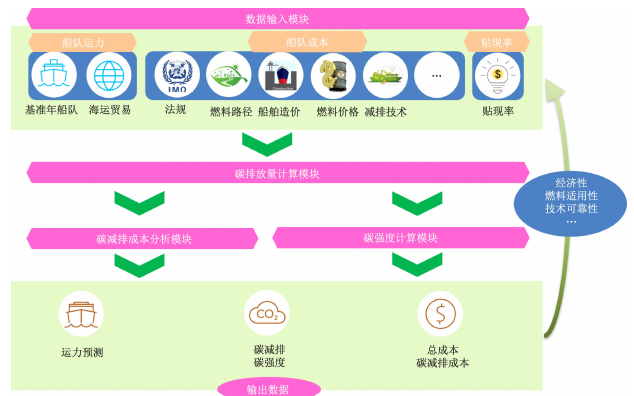 数据输入模块
船队运力
船队成本
贴现率
IMO
Construction
$
...
基准年船队
海运贸易
法规
燃料路径
船舶造价
燃料价格
减排技术
贴现率
碳排放量计算模块
经济性
燃料适用性
技术可靠性
...
碳减排成本分析模块
碳强度计算模块
CO₂
$
运力预测
碳减排
碳强度
总成本
碳减排成本
输出数据